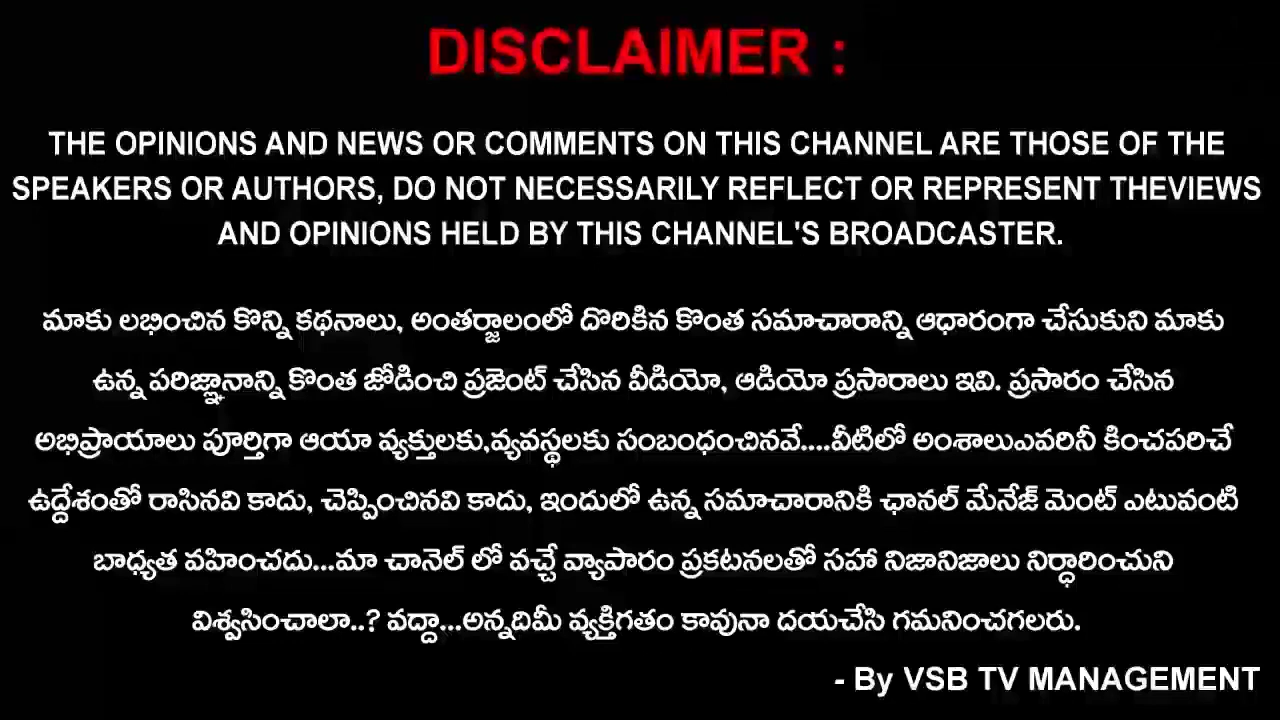 DISCLAIMER :
THE OPINIONS AND NEWS OR COMMENTS ON THIS CHANNEL ARE THOSE OF THE
SPEAKERS OR AUTHORS, DO NOT NECESSARILY REFLECT OR REPRESENT THEVIEWS
AND OPINIONS HELD BY THIS CHANNEL'S BROADCASTER.
మాకు లభించిన కొన్ని కథనాలు, అంతర్జాలంలో దొరికిన కొంత సమాచారాన్ని ఆధారంగా చేసుకుని మాకు
ఉన్న పరిజ్ఞానాన్ని కొంత జోడించి ప్రజెంట్ చేసిన వీడియో, ఆడియో ప్రసారాలు ఇవి. ప్రసారం చేసిన
అభిప్రాయాలు పూర్తిగా ఆయా వ్యక్తులకు,వ్యవస్థలకు సంబంధంచినవే....వీటిలో అంశాలుఎవరినీ కించపరిచే
ఉద్దేశంతో రాసినవి కాదు, చెప్పించినవి కాదు, ఇందులో ఉన్న సమాచారానికి ఛానల్ మేనేజ్ మెంట్ ఎటువంటి
బాధ్యత వహించదు...మా చానెల్ లో వచ్చే వ్యాపారం ప్రకటనలతో సహా నిజానిజాలు నిర్ధారించుని
విశ్వసించాలా..? వద్దా...అన్నదిమీ వ్యక్తిగతం కావునా దయచేసి గమనించగలరు.
- By VSB TV MANAGEMENT